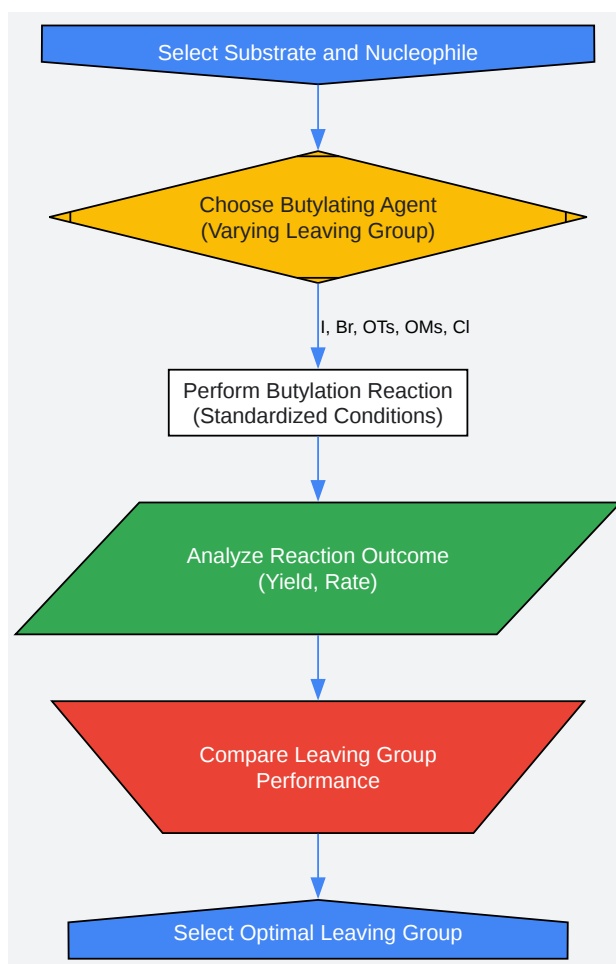 Select Substrate and Nucleophile
Choose Butylating Agent
(Varying Leaving Group)
I, Br, OTs, OMs, Cl
Perform Butylation Reaction
(Standardized Conditions)
Analyze Reaction Outcome
(Yield, Rate)
Compare Leaving Group
Performance
Select Optimal Leaving Group